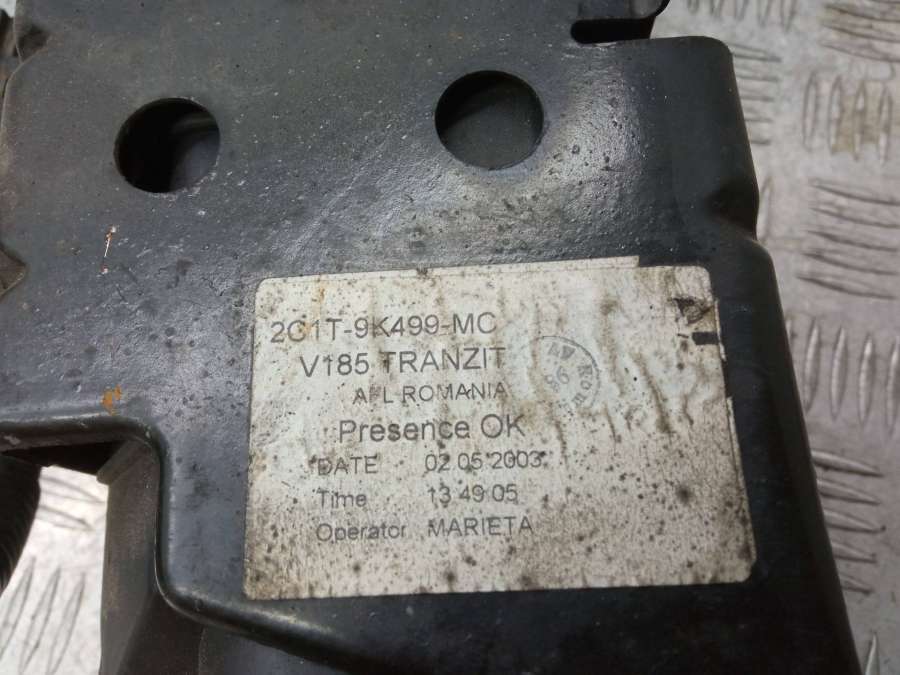 2C1T-9K499-MC
V185 TRANZIT
AFL ROMANIA
Presence OK
DATE 02.05.2003
Time 13 49 05
Operator MARIETA